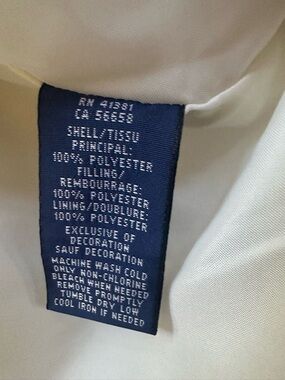 RN 41381
CA 56658
SHELL/TISSU
PRINCIPAL:
100% POLYESTER
FILLING/
REMBOURRAGE:
100% POLYESTER
LINING/DOUBLURE:
100% POLYESTER
EXCLUSIVE OF
DECORATION
SAUF DECORATION
MACHINE WASH COLD
ONLY NON-CHLORINE
BLEACH WHEN NEEDED
REMOVE PROMPTLY
TUMBLE DRY LOW
COOL IRON IF NEEDED